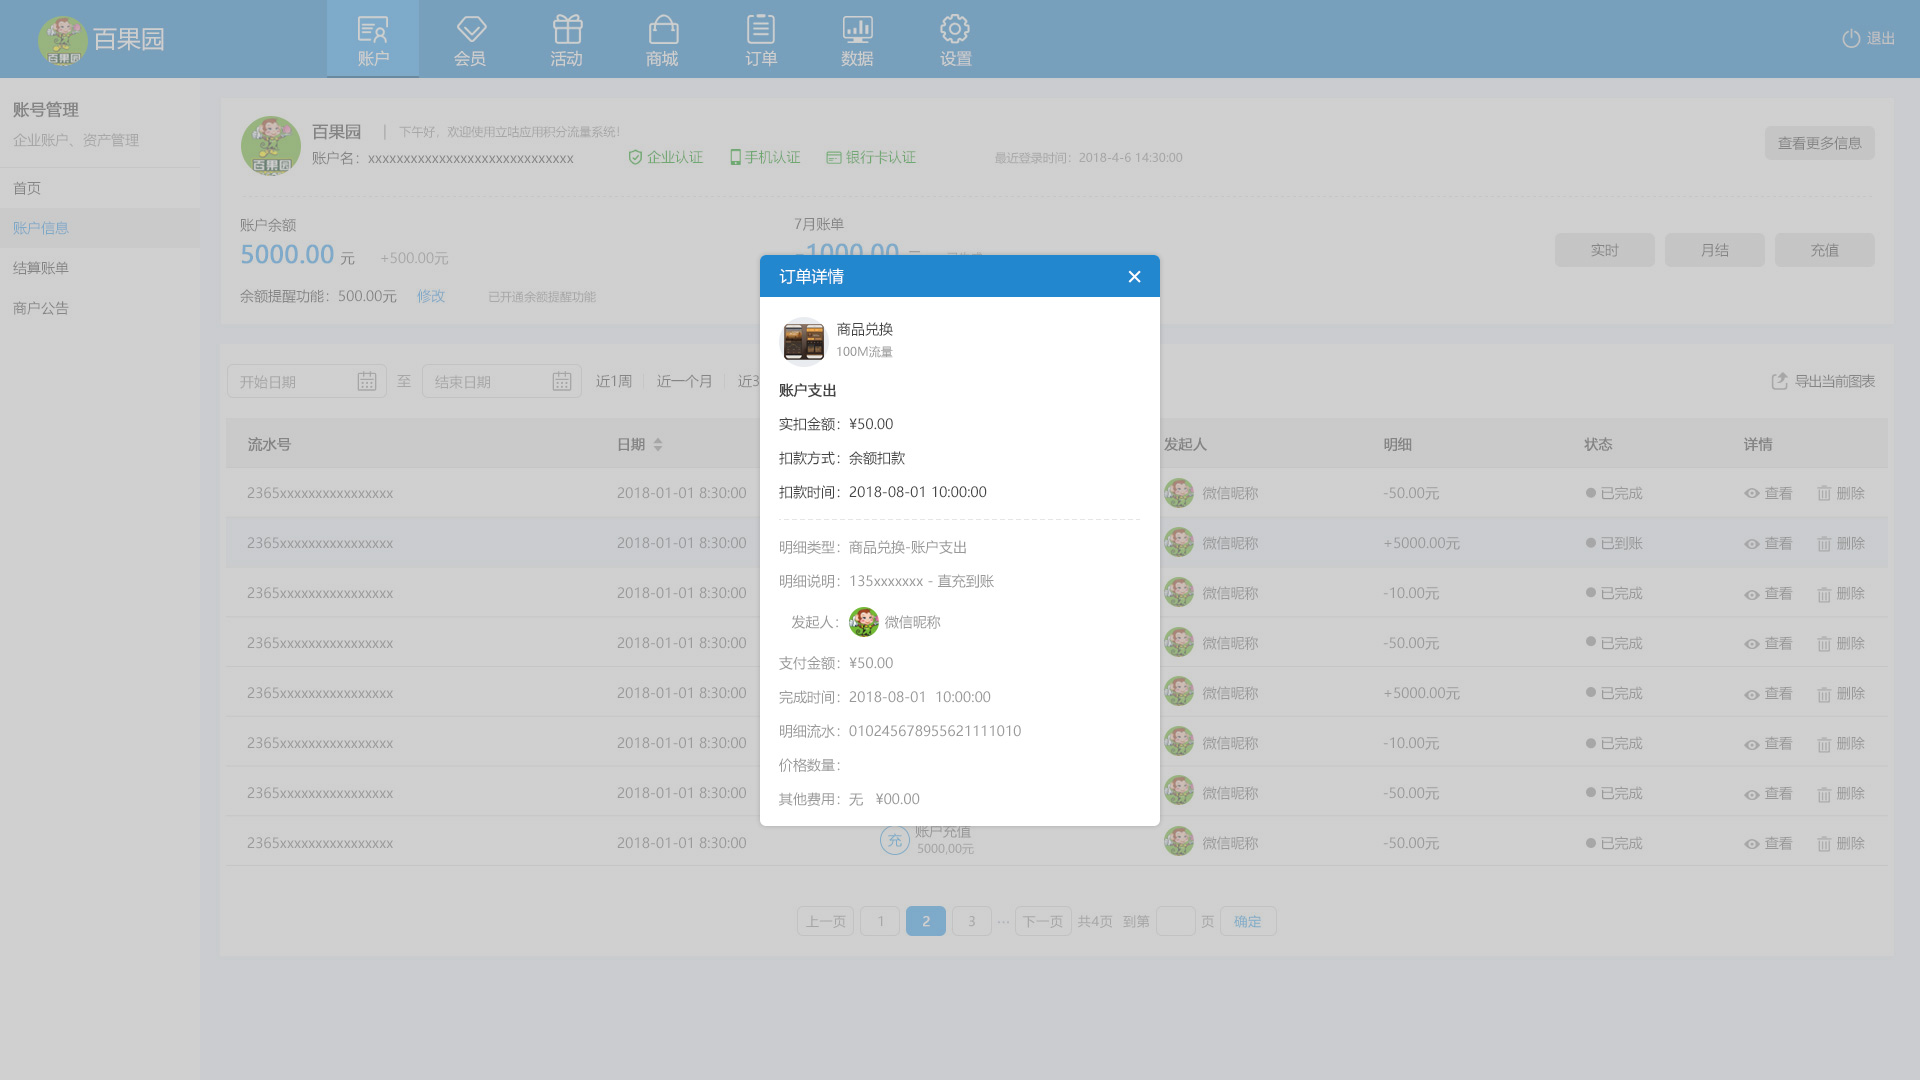 百果园
账户
会员
活动
商城
订单
数据
设置
退出
账号管理
企业账户、资产管理
首页
账户信息
结算账单
商户公告
百果园
百果园 | 下午好，欢迎使用立咕应用积分流量系统!
账户名：xxxxxxxxxxxxxxxxxxxxxxxxxxxxx
企业认证
手机认证
银行卡认证
最近登录时间：2018-4-6 14:30:00
查看更多信息
账户余额
5000.00 元 +500.00元
余额提醒功能：500.00元 修改 已开通余额提醒功能
7月账单
-1000.00
实时
月结
充值
开始日期 至 结束日期 近1周 近一个月 近3
导出当前图表
流水号 日期 发起人 明细 状态 详情
2365xxxxxxxxxxxxxxxx 2018-01-01 8:30:00 微信昵称 -50.00元 已完成 查看 删除
2365xxxxxxxxxxxxxxxx 2018-01-01 8:30:00 微信昵称 +5000.00元 已到账 查看 删除
2365xxxxxxxxxxxxxxxx 2018-01-01 8:30:00 微信昵称 -10.00元 已完成 查看 删除
2365xxxxxxxxxxxxxxxx 2018-01-01 8:30:00 微信昵称 -50.00元 已完成 查看 删除
2365xxxxxxxxxxxxxxxx 2018-01-01 8:30:00 微信昵称 +5000.00元 已完成 查看 删除
2365xxxxxxxxxxxxxxxx 2018-01-01 8:30:00 微信昵称 -10.00元 已完成 查看 删除
2365xxxxxxxxxxxxxxxx 2018-01-01 8:30:00 微信昵称 -50.00元 已完成 查看 删除
2365xxxxxxxxxxxxxxxx 2018-01-01 8:30:00 充 账户充值 5000,00元 微信昵称 -50.00元 已完成 查看 删除
上一页 1 2 3 ··· 下一页 共4页 到第 页 确定
订单详情
商品兑换
100M流量
账户支出
实扣金额：¥50.00
扣款方式：余额扣款
扣款时间：2018-08-01 10:00:00
明细类型：商品兑换-账户支出
明细说明：135xxxxxxx - 直充到账
发起人：微信昵称
支付金额：¥50.00
完成时间：2018-08-01 10:00:00
明细流水：010245678955621111010
价格数量：
其他费用：无 ¥00.00